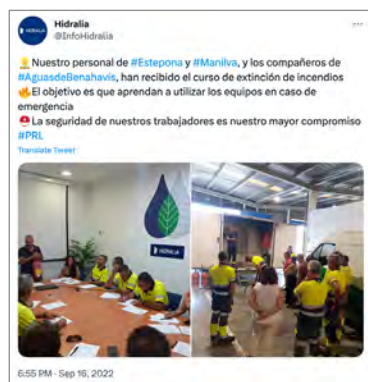 Hidralia
@InfoHidralia
Nuestro personal de #Estepona y #Manilva, y los compañeros de
#AguasdeBenahavis, han recibido el curso de extinción de incendios
El objetivo es que aprendan a utilizar los equipos en caso de
emergencia
La seguridad de nuestros trabajadores es nuestro mayor compromiso
#PRL
Translate Tweet
HIDRALIA
6:55 PM · Sep 16, 2022